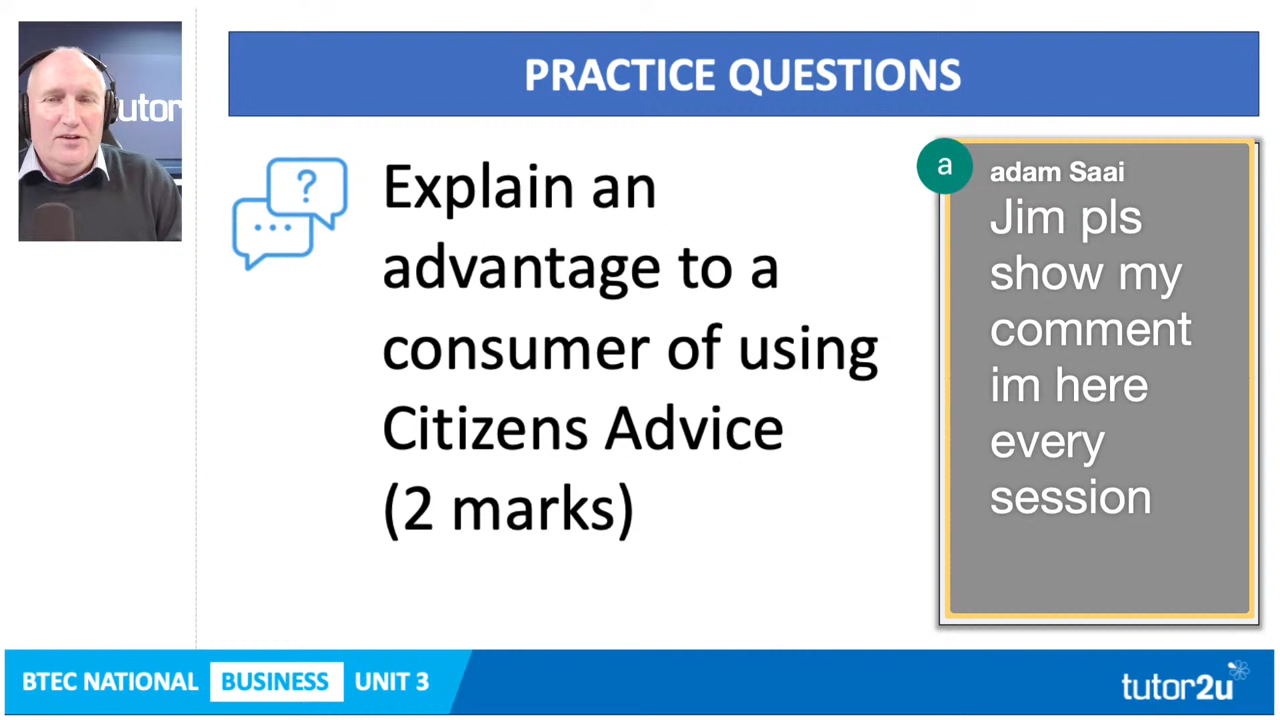 utor
PRACTICE QUESTIONS
?
Explain an
advantage to a
consumer of using
Citizens Advice
(2 marks)
a
adam Saai
Jim pls
show my
comment
im here
every
session
BTEC NATIONAL BUSINESS UNIT 3
tutor2u